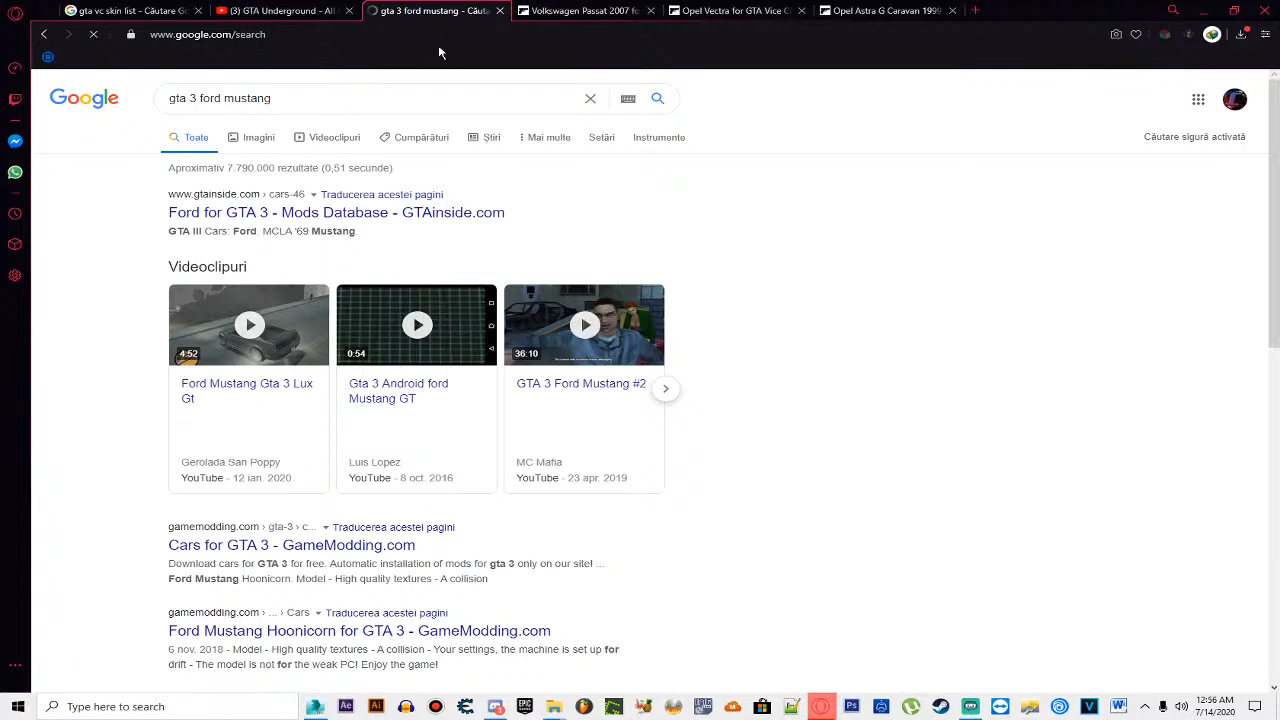 gta vc skin list - Căutare Go
(3) GTA Underground - All
gta 3 ford mustang - Căuta
Volkswagen Passat 2007 fo
Opel Vectra for GTA Vice C
Opel Astra G Caravan 1999
www.google.com/search
Google
gta 3 ford mustang
Toate
Imagini
Videoclipuri
Cumpărături
Știri
Mai multe
Setări
Instrumente
Căutare sigură activată
Aproximativ 7.790.000 rezultate (0,51 secunde)
www.gtainside.com › cars-46 Traducerea acestei pagini
Ford for GTA 3 - Mods Database - GTAinside.com
GTA III Cars: Ford. MCLA '69 Mustang.
Videoclipuri
4:52
0:54
36:10
Ford Mustang Gta 3 Lux
Gt
Gerolada San Poppy
YouTube - 12 ian. 2020
Gta 3 Android ford
Mustang GT
Luis Lopez
YouTube - 8 oct. 2016
GTA 3 Ford Mustang #2
MC Mafia
YouTube - 23 apr. 2019
gamemodding.com › gta-3 › c... Traducerea acestei pagini
Cars for GTA 3 - GameModding.com
Download cars for GTA 3 for free. Automatic installation of mods for gta 3 only on our site! ...
Ford Mustang Hoonicorn. Model - High quality textures - A collision
gamemodding.com › ... › Cars Traducerea acestei pagini
Ford Mustang Hoonicorn for GTA 3 - GameModding.com
6 nov. 2018 - Model - High quality textures - A collision - Your settings, the machine is set up for
drift - The model is not for the weak PC! Enjoy the game!
Type here to search
12:56 AM
7/14/2020